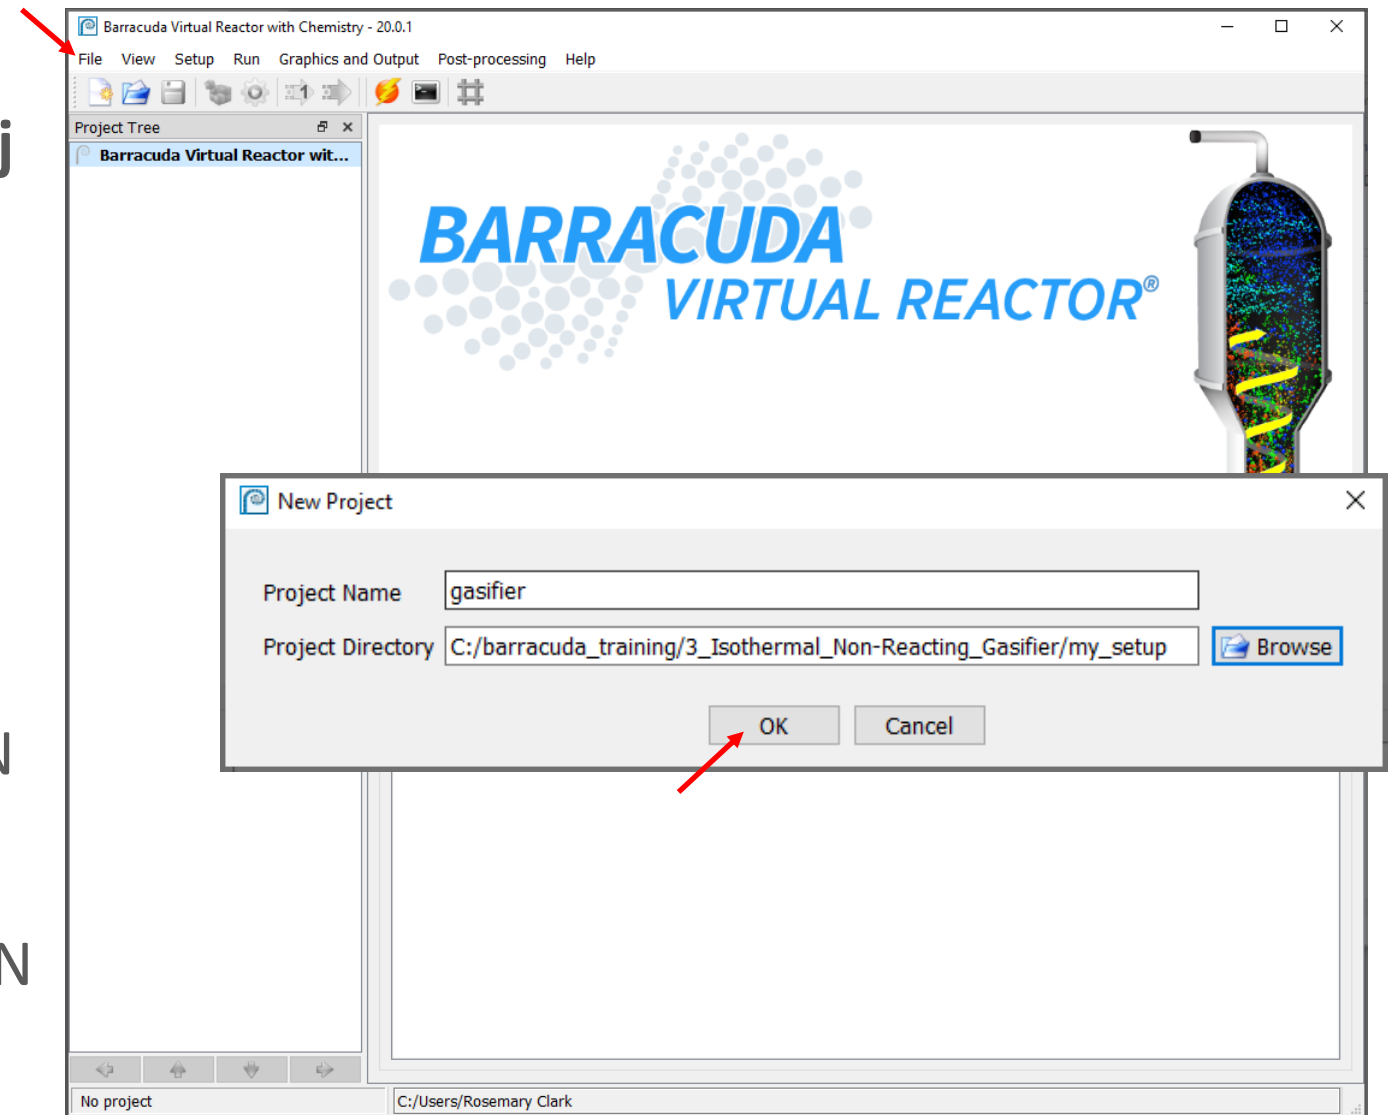 Barracuda Virtual Reactor with Chemistry - 20.0.1
File View Setup Run Graphics and Output Post-processing Help
1
Project Tree
j
Barracuda Virtual Reactor wit...
BARRACUDA
VIRTUAL REACTOR®
New Project
Project Name gasifier
Project Directory C:/barracuda_training/3_Isothermal_Non-Reacting_Gasifier/my_setup Browse
OK Cancel
N
N
No project C:/Users/Rosemary Clark